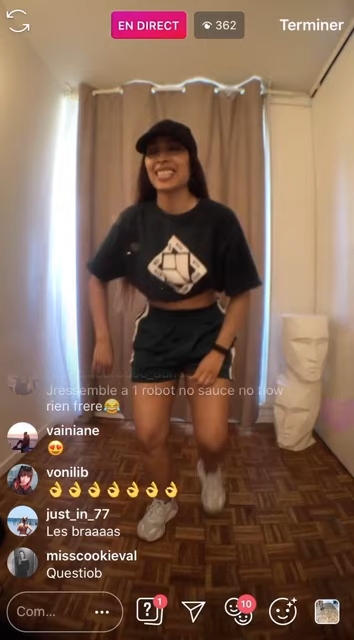 EN DIRECT
362
Terminer
Jressemble a 1 robot no sauce no flow
rien frere😂
vainiane
😍
vonilib
👌👌👌👌👌👌👌
just_in_77
Les braaaas
misscookieval
Questiob
Com...
1
10